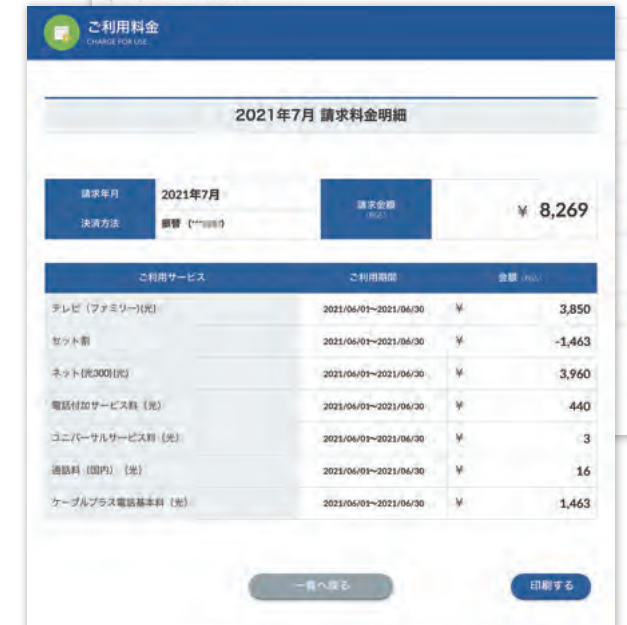 ご利用料金
CHARGE FOR USE
2021年7月 請求料金明細
請求年月 2021年7月
請求金額 (税込) ¥ 8,269
決済方法 振替
ご利用サービス ご利用期間 金額 (税込)
テレビ (ファミリー)(光) 2021/06/01~2021/06/30 ¥ 3,850
セット割 2021/06/01~2021/06/30 ¥ -1,463
ネット(光300)(光) 2021/06/01~2021/06/30 ¥ 3,960
電話付加サービス料 (光) 2021/06/01~2021/06/30 ¥ 440
ユニバーサルサービス料 (光) 2021/06/01~2021/06/30 ¥ 3
通話料 (国内) (光) 2021/06/01~2021/06/30 ¥ 16
ケーブルプラス電話基本料 (光) 2021/06/01~2021/06/30 ¥ 1,463
一覧へ戻る 印刷する